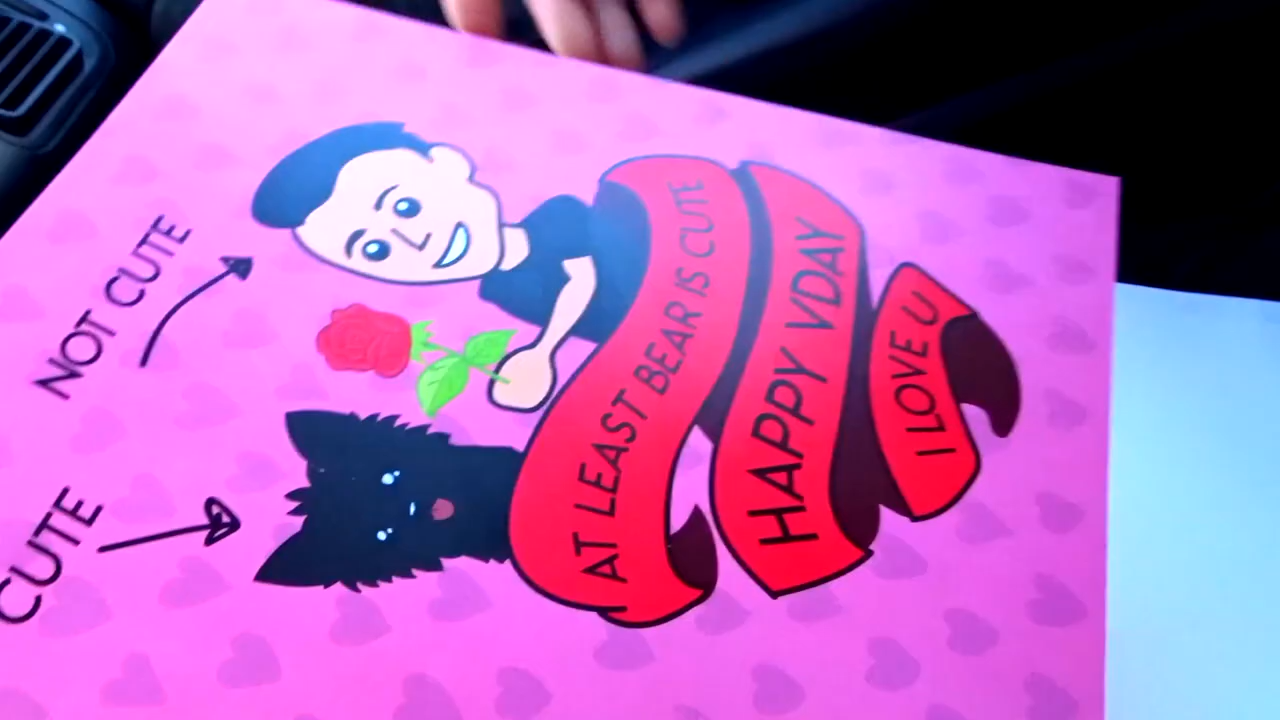 CUTE
NOT CUTE
AT LEAST BEAR IS CUTE
HAPPY VDAY
I LOVE U